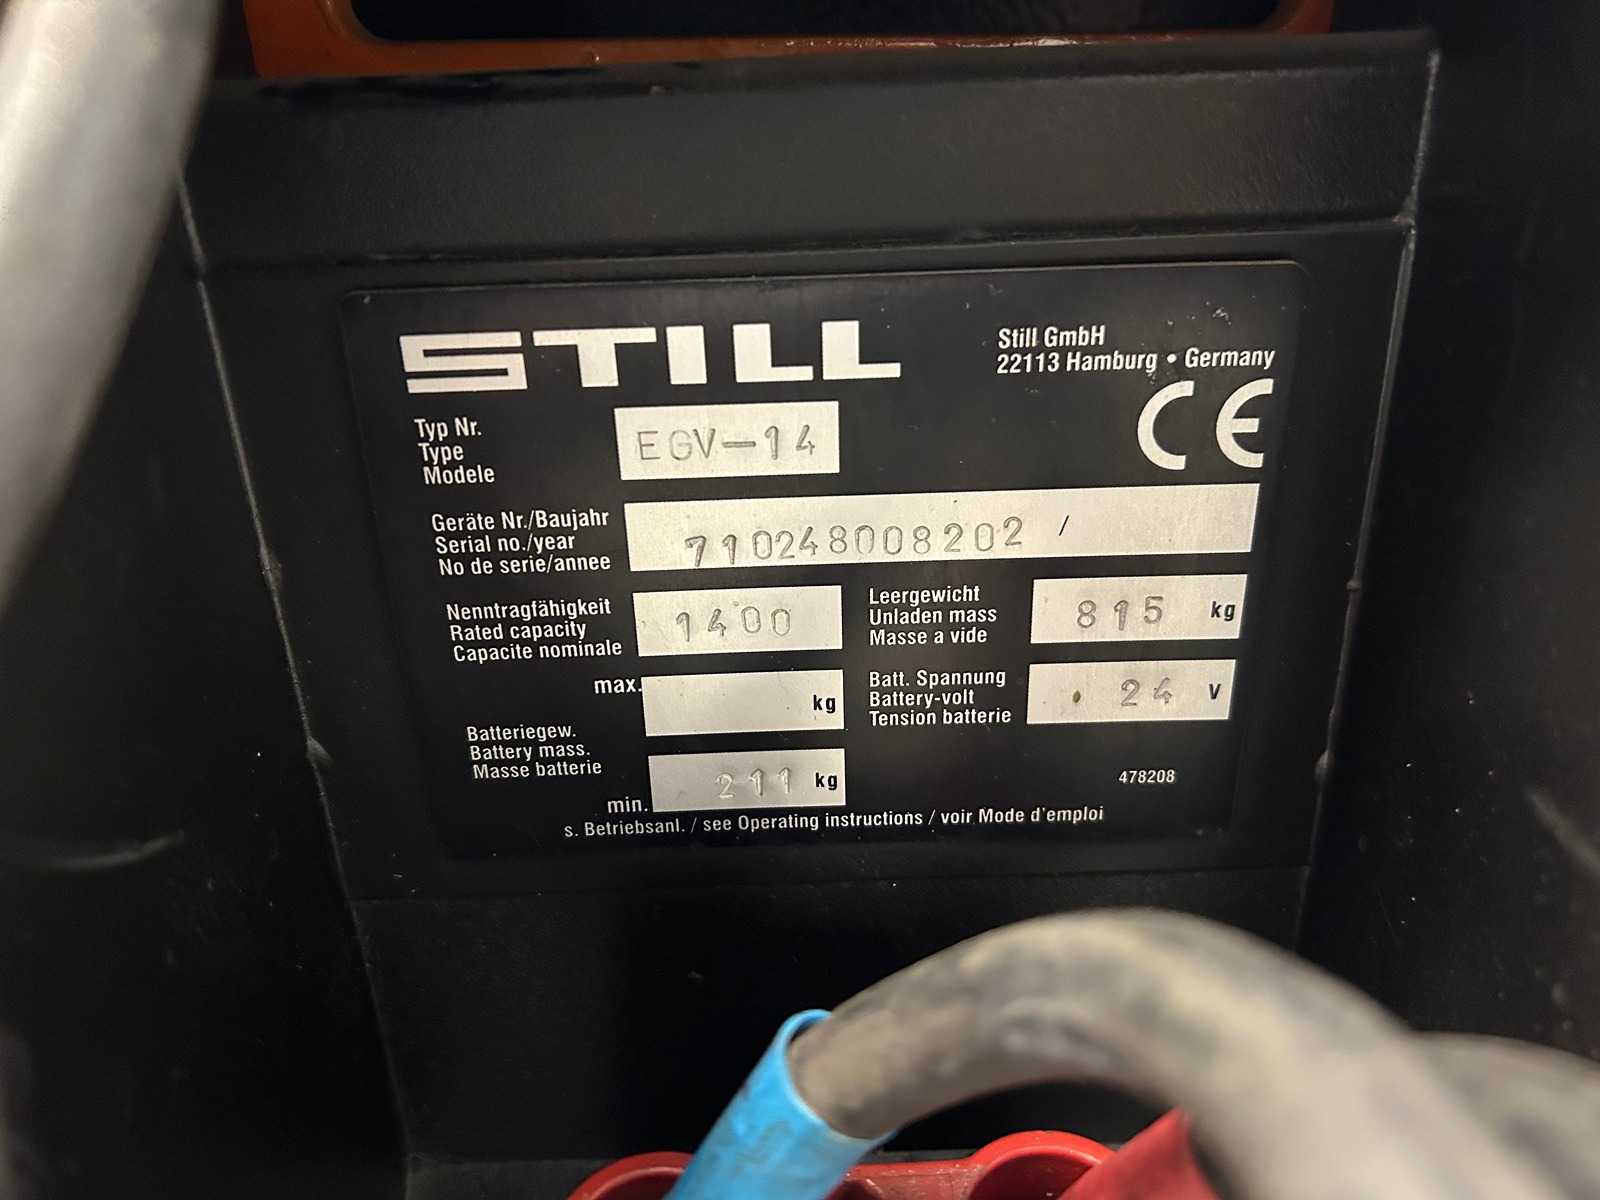 STILL
Still GmbH
22113 Hamburg • Germany
CE
Typ Nr.
Type
Modele
EGV-14
Geräte Nr./Baujahr
Serial no./year
No de serie/annee
710248008202 /
Nenntragfähigkeit
Rated capacity
Capacite nominale
1400
Leergewicht
Unladen mass
Masse a vide
815 kg
max.
kg
Batt. Spannung
Battery-volt
Tension batterie
24 V
Batteriegew.
Battery mass.
Masse batterie
min.
211 kg
478208
s. Betriebsanl. / see Operating instructions / voir Mode d'emploi